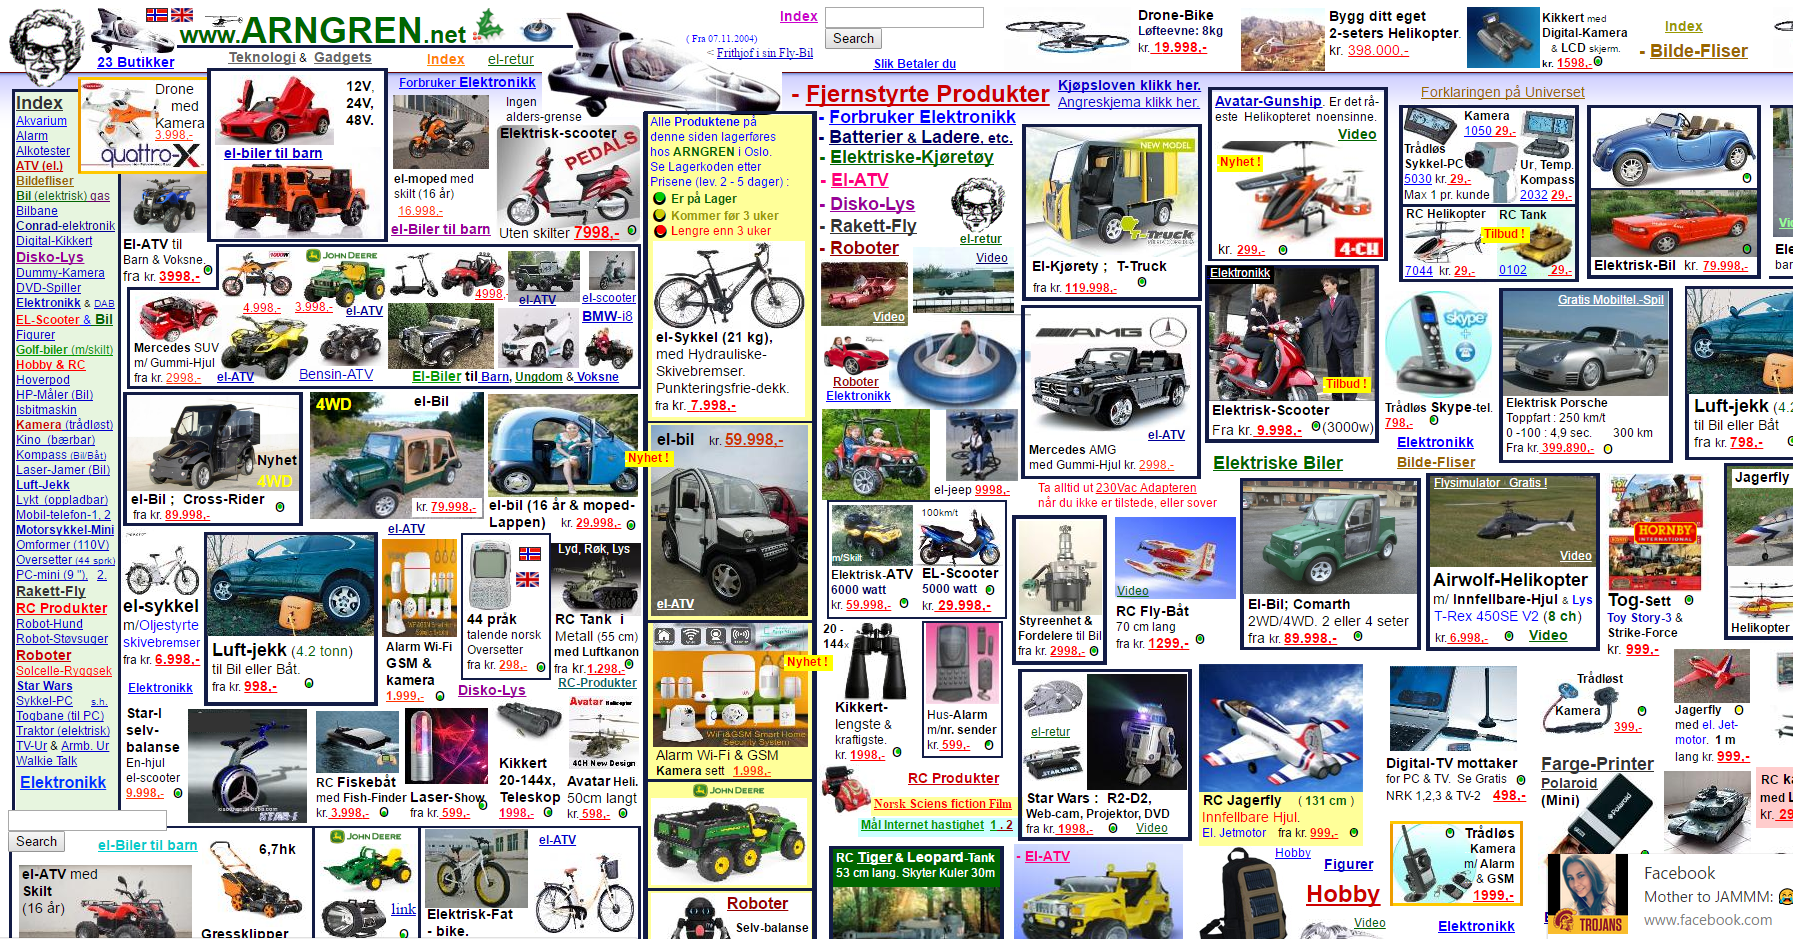 www.ARNGREN.net
23 Butikker
Teknologi & Gadgets
Index
el-retur
( Fra 07.11.2004)
< Frithjof i sin Fly-Bil
Index
Search
Slik Betaler du
Drone-Bike
Løfteevne: 8kg
kr. 19.998,-
Bygg ditt eget
2-seters Helikopter.
kr. 398.000.-
Kikkert med
Digital-Kamera
& LCD skjerm.
kr. 1598,-
Index
- Bilde-Fliser
Index
Akvarium
Alarm
Alkotester
ATV (el.)
Bildefliser
Bil (elektrisk) gas
Bilbane
Conrad-elektronik
Digital-Kikkert
Disko-Lys
Dummy-Kamera
DVD-Spiller
Elektronikk & DAB
EL-Scooter & Bil
Figurer
Golf-biler (m/skilt)
Hobby & RC
Hoverpod
HP-Måler (Bil)
Isbitmaskin
Kamera (trådløst)
Kino (bærbar)
Kompass (Bil/Båt)
Laser-Jamer (Bil)
Luft-Jekk
Lykt (oppladbar)
Mobil-telefon-1, 2
Motorsykkel-Mini
Omformer (110V)
Oversetter (44 sprk)
PC-mini (9 "). 2.
Rakett-Fly
RC Produkter
Robot-Hund
Robot-Støvsuger
Roboter
Solcelle-Ryggsek
Star Wars
Sykkel-PC s.h.
Togbane (til PC)
Traktor (elektrisk)
TV-Ur & Armb. Ur
Walkie Talk
Elektronikk
Search
Drone
med
Kamera
3.998,-
quattro-X
12V,
24V,
48V.
el-biler til barn
Forbruker Elektronikk
Ingen
alders-grense
Elektrisk-scooter
PEDALS
el-moped med
skilt (16 år)
16.998,-
el-Biler til barn
Uten skilter 7998,-
El-ATV til
Barn & Voksne.
fra kr. 3998,-
1000W
JOHN DEERE
4.998,-
3.998,-
el-ATV
4998,-
el-ATV
el-scooter
BMW-i8
Mercedes SUV
m/ Gummi-Hjul
fra kr. 2998,-
el-ATV
Bensin-ATV
El-Biler til Barn, Ungdom & Voksne
Nyhet
4WD
el-Bil ; Cross-Rider
fra kr. 89.998,-
4WD
el-Bil
kr. 79.998,-
el-ATV
Nyhet !
el-bil (16 år & moped-
Lappen) kr. 29.998,-
el-sykkel
m/Oljestyrte
skivebremser
fra kr. 6.998,-
Elektronikk
Luft-jekk (4.2 tonn)
til Bil eller Båt.
fra kr. 998,-
Alarm Wi-Fi
GSM &
kamera
1.999,-
44 pråk
talende norsk
Oversetter
fra kr. 298,-
Disko-Lys
Lyd, Røk, Lys
RC Tank i
Metall (55 cm)
med Luftkanon
fra kr.1.298,-
RC-Produkter
Star-l
selv-
balanse
En-hjul
el-scooter
9.998,-
RC Fiskebåt
med Fish-Finder
kr. 3.998,-
Laser-Show
fra kr. 599,-
Kikkert
20-144x,
Teleskop
1998,-
Avatar Helicopter
4CH New Design
Avatar Heli.
50cm langt
kr. 598,-
el-Biler til barn
el-ATV med
Skilt
(16 år)
6,7hk
Gressklipper
JOHN DEERE
link
Elektrisk-Fat
- bike.
el-ATV
Alle Produktene på
denne siden lagerføres
hos ARNGREN i Oslo.
Se Lagerkoden etter
Prisene (lev. 2 - 5 dager) :
Er på Lager
Kommer før 3 uker
Lengre enn 3 uker
el-Sykkel (21 kg),
med Hydrauliske-
Skivebremser.
Punkteringsfrie-dekk.
fra kr. 7.998,-
el-bil kr. 59.998,-
el-ATV
Nyhet !
WiFi&GSM Smart Home
Security System
Alarm Wi-Fi & GSM
Kamera sett 1.998,-
JOHN DEERE
Roboter
Selv-balanse
- Fjernstyrte Produkter
- Forbruker Elektronikk
- Batterier & Ladere, etc.
- Elektriske-Kjøretøy
- El-ATV
- Disko-Lys
- Rakett-Fly
- Roboter
Kjøpsloven klikk her.
Angreskjema klikk her.
el-retur
Video
Video
Roboter
Elektronikk
el-jeep 9998,-
m/Skilt
Elektrisk-ATV
6000 watt
kr. 59.998,-
100km/t
EL-Scooter
5000 watt
kr. 29.998,-
20 -
144x
Kikkert-
lengste &
kraftigste.
kr. 1998,-
Hus-Alarm
m/nr. sender
kr. 599,-
RC Produkter
Norsk Sciens fiction Film
Mål Internet hastighet 1 . 2
RC Tiger & Leopard-Tank
53 cm lang. Skyter Kuler 30m
NEW MODEL
T-Truck
El-Kjørety ; T-Truck
fra kr. 119.998,-
AMG
el-ATV
Mercedes AMG
med Gummi-Hjul kr. 2998,-
Ta alltid ut 230Vac Adapteren
når du ikke er tilstede, eller sover
Styreenhet &
Fordelere til Bil
fra kr. 2998,-
Video
RC Fly-Båt
70 cm lang
fra kr. 1299,-
el-retur
STAR WARS
Star Wars : R2-D2,
Web-cam, Projektor, DVD
fra kr. 1998,-
Video
- El-ATV
Avatar-Gunship. Er det rå-
este Helikopteret noensinne.
Video
Nyhet !
kr. 299,-
4-CH
Elektronikk
Tilbud !
Elektrisk-Scooter
Fra kr. 9.998,- (3000w)
Elektriske Biler
El-Bil; Comarth
2WD/4WD. 2 eller 4 seter
fra kr. 89.998,-
RC Jagerfly ( 131 cm )
Innfellbare Hjul.
El. Jetmotor fra kr. 999,-
Hobby
Figurer
Hobby
Video
Forklaringen på Universet
Kamera
1050 29,-
Trådløs
Sykkel-PC
5030 kr. 29,-
Max 1 pr. kunde
Ur, Temp.
Kompass
2032 29,-
RC Helikopter
7044 kr. 29,-
RC Tank
Tilbud !
0102 29,-
skype
Trådløs Skype-tel.
798,-
Elektronikk
Bilde-Fliser
Gratis Mobiltel.-Spil
Elektrisk Porsche
Toppfart : 250 km/t
0 -100 : 4,9 sec. 300 km
Fra kr. 399.890,-
Flysimulator Gratis !
Video
Airwolf-Helikopter
m/ Innfellbare-Hjul & Lys
T-Rex 450SE V2 (8 ch)
kr. 6.998,- Video
Digital-TV mottaker
for PC & TV. Se Gratis
NRK 1,2,3 & TV-2 498,-
Trådløs
Kamera
m/ Alarm
& GSM
1999,-
Elektronikk
Elektrisk-Bil kr. 79.998,-
Luft-jekk (4.2
til Bil eller Båt
fra kr. 798,-
HORNBY
INTERNATIONAL
Tog-Sett
Toy Story-3 &
Strike-Force
kr. 999,-
Jagerfly
Helikopter
Trådløst
Kamera
399,-
Jagerfly
med el. Jet-
motor. 1 m
lang kr. 999,-
Farge-Printer
Polaroid
(Mini)
RC k
med L
kr. 29
TROJANS
Facebook
Mother to JAMMM: 😂
www.facebook.com